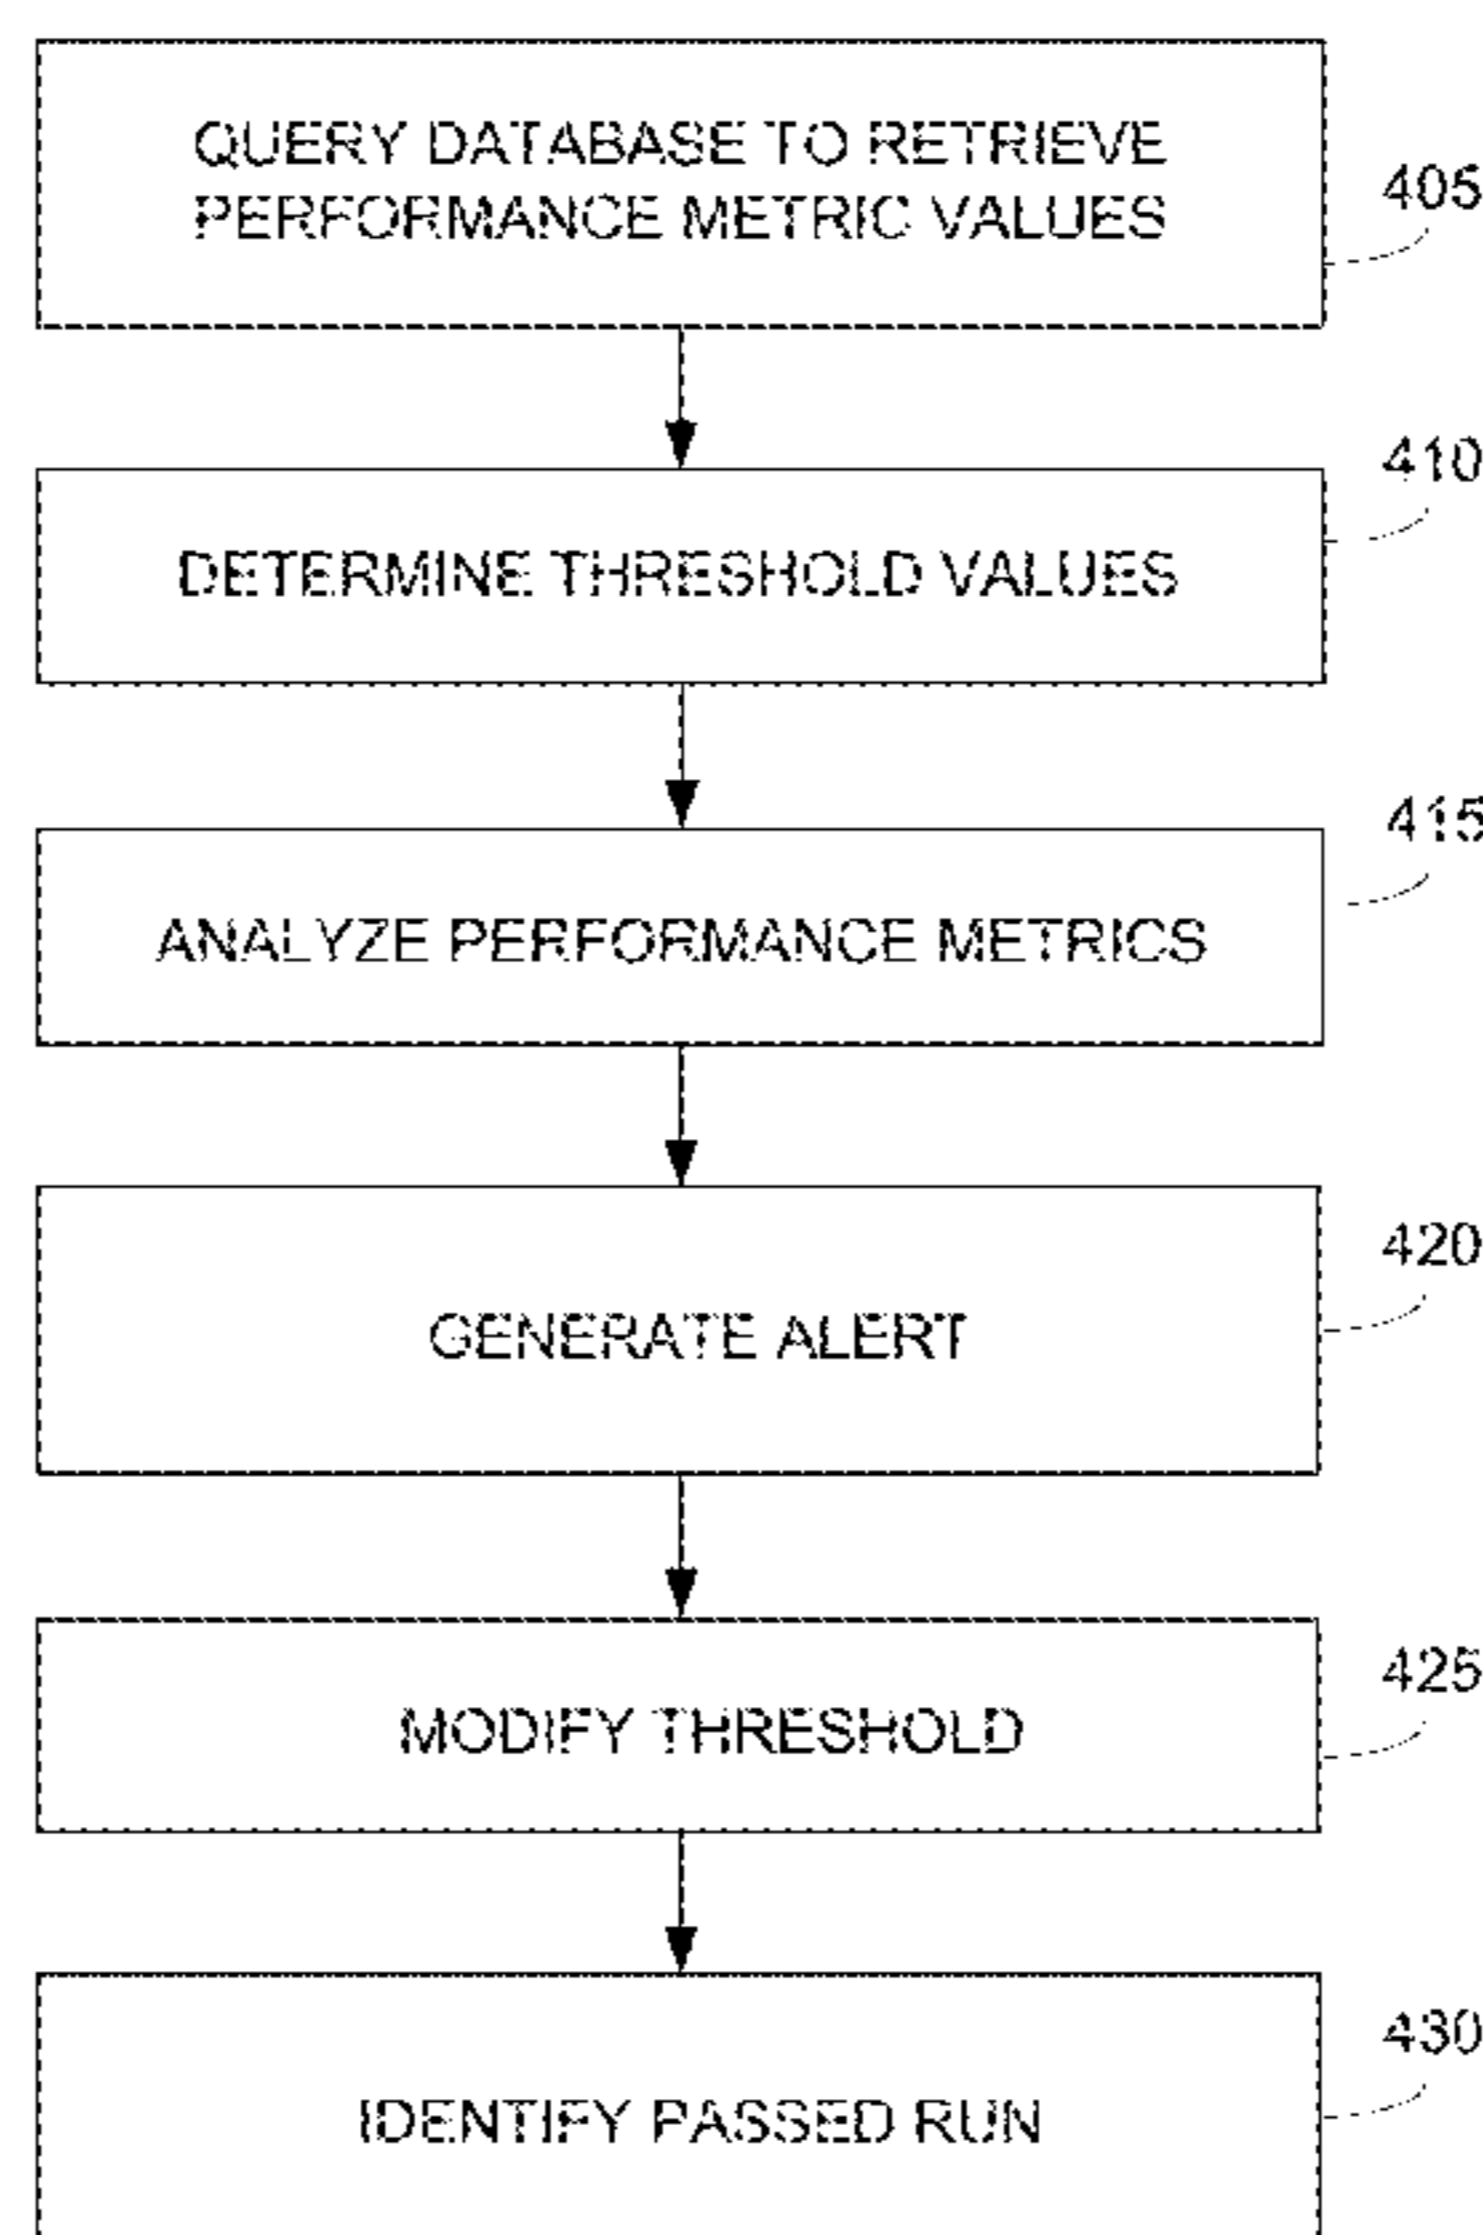 QUERY DATABASE TO RETRIEVE
PERFORMANCE METRIC VALUES
405
410
DETERMINE THRESHOLD VALUES
415
ANALYZE PERFORMANCE METRICS
420
GENERATE ALERT
425
MODIFY THRESHOLD
430
IDENTIFY PASSED RUN